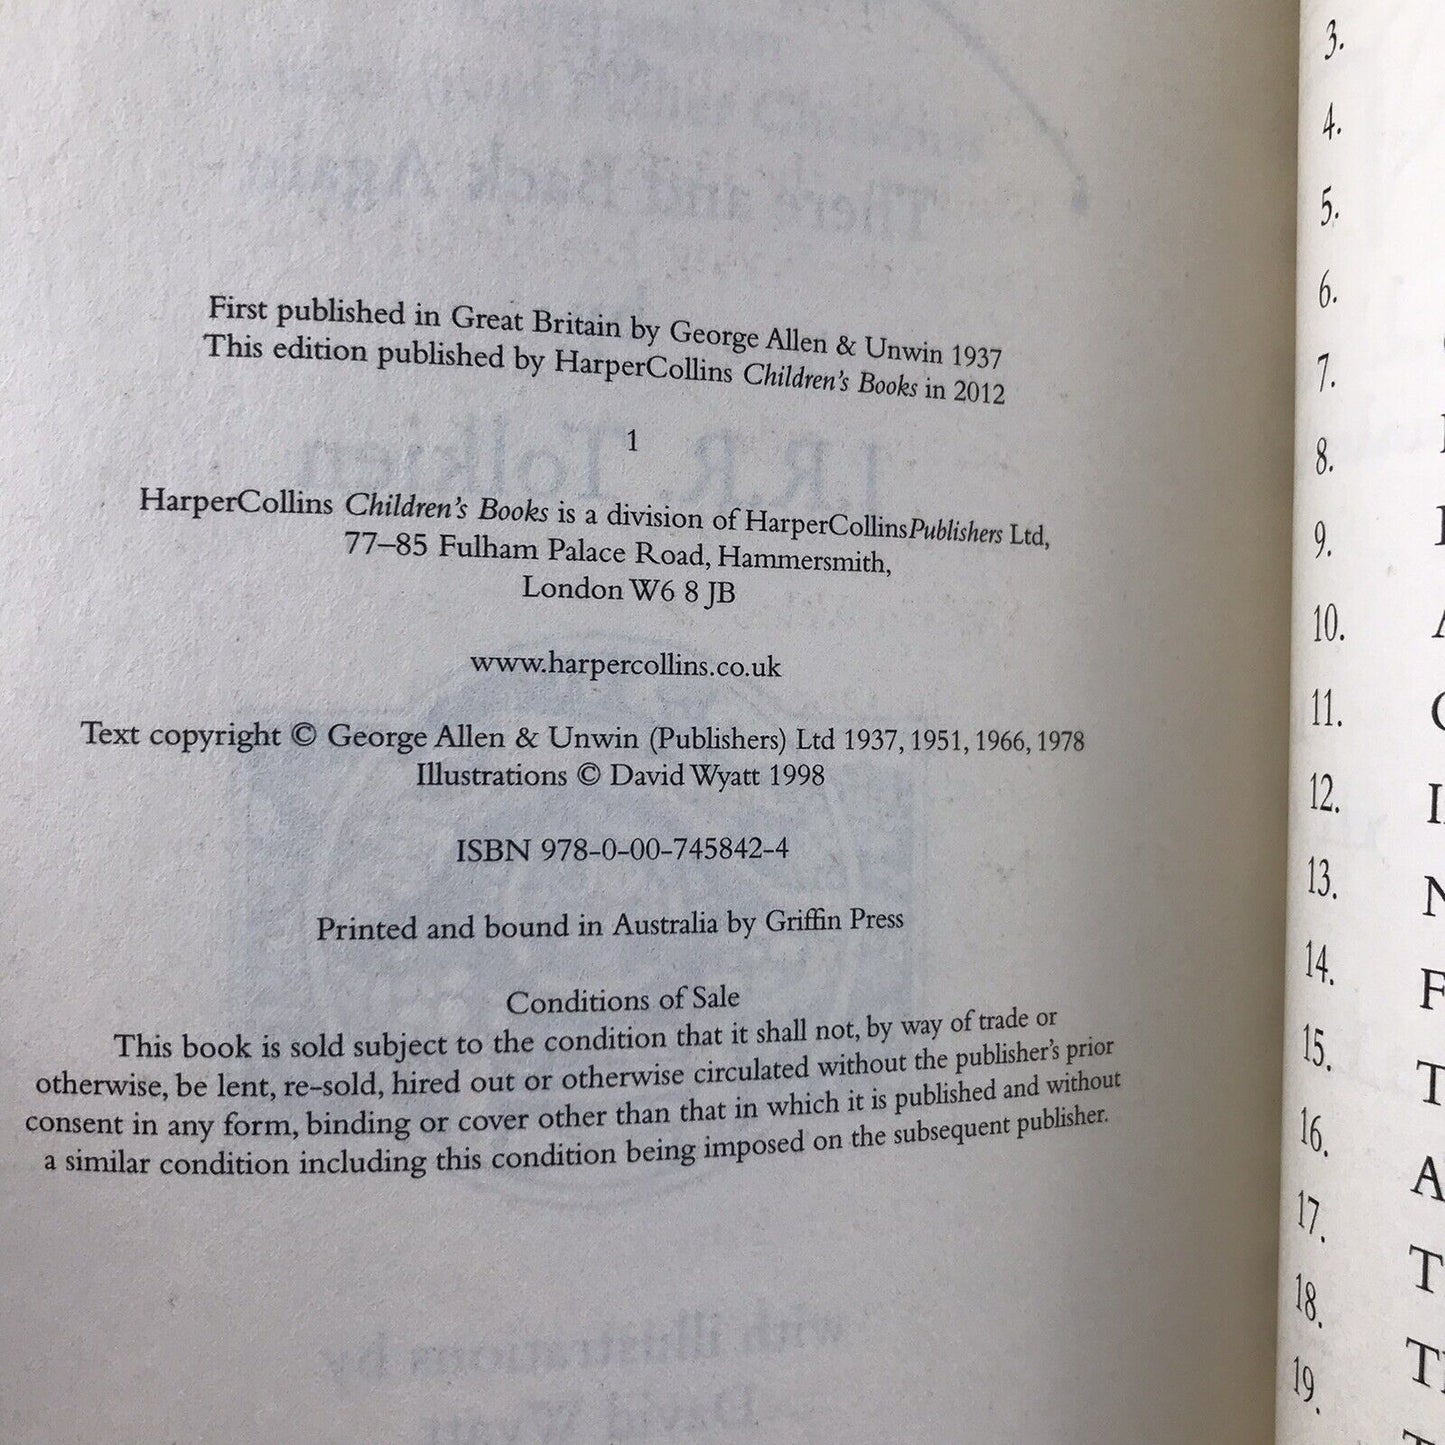 First published in Great Britain by George Allen & Unwin 1937
This edition published by HarperCollins Children's Books in 2012
1
HarperCollins Children's Books is a division of HarperCollinsPublishers Ltd,
77–85 Fulham Palace Road, Hammersmith,
London W6 8 JB
www.harpercollins.co.uk
Text copyright © George Allen & Unwin (Publishers) Ltd 1937, 1951, 1966, 1978
Illustrations © David Wyatt 1998
ISBN 978-0-00-745842-4
Printed and bound in Australia by Griffin Press
Conditions of Sale
This book is sold subject to the condition that it shall not, by way of trade or
otherwise, be lent, re-sold, hired out or otherwise circulated without the publisher's prior
consent in any form, binding or cover other than that in which it is published and without
a similar condition including this condition being imposed on the subsequent publisher.
3.
4.
5.
6.
7.
8.
9.
10.
11.
12.
13.
14.
15.
16.
17.
18.
19.